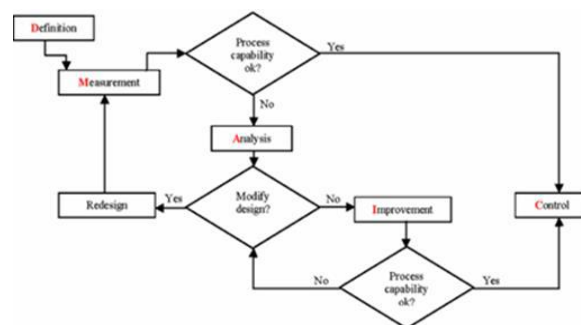 Definition
Measurement
Process
capability
ok?
Yes
No
Analysis
Redesign
Yes
Modify
design?
No
Improvement
Control
No
Process
capability
ok?
Yes